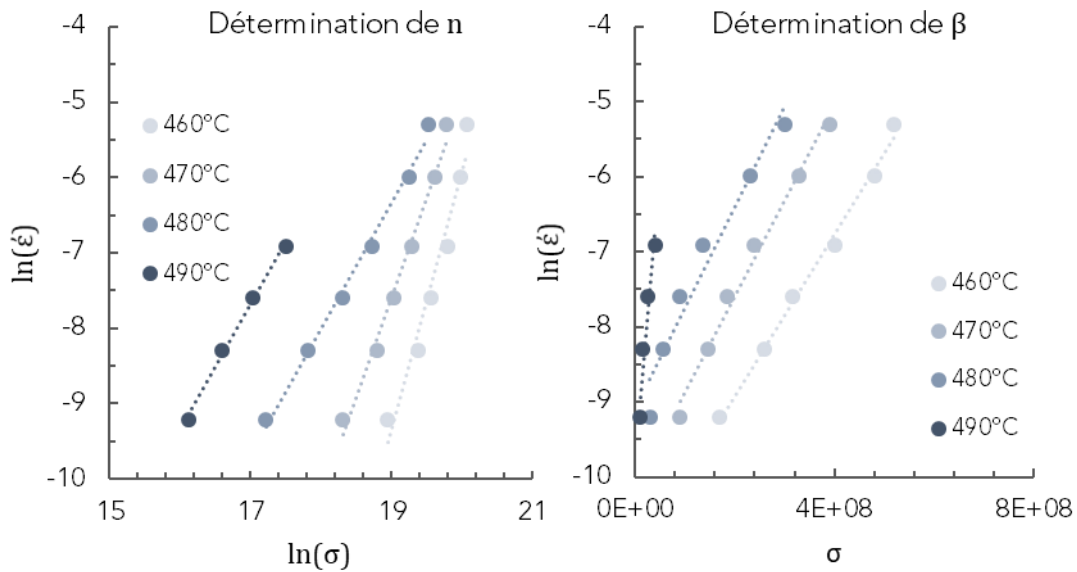 Détermination de n
-4
-5
-6
-7
-8
-9
-10
ln(ε̇)
460°C
470°C
480°C
490°C
15
17
19
21
ln(σ)
Détermination de β
-4
-5
-6
-7
-8
-9
-10
ln(ε̇)
460°C
470°C
480°C
490°C
0E+00
4E+08
8E+08
σ